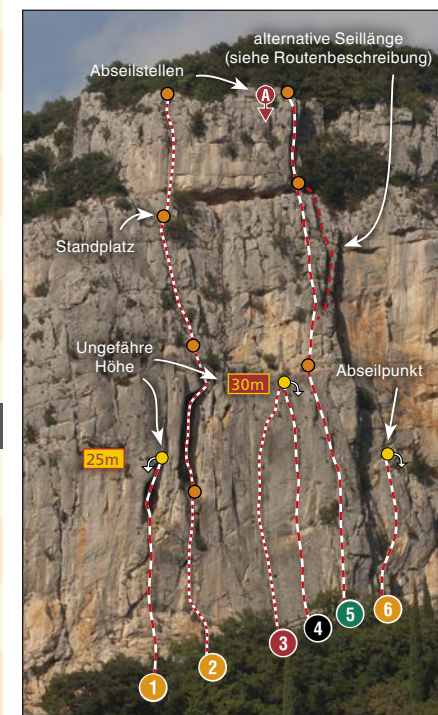 alternative Seillänge
(siehe Routenbeschreibung)
Abseilstellen
A
Standplatz
Ungefähre
Höhe
30m
Abseilpunkt
25m
1
2
3
4
5
6